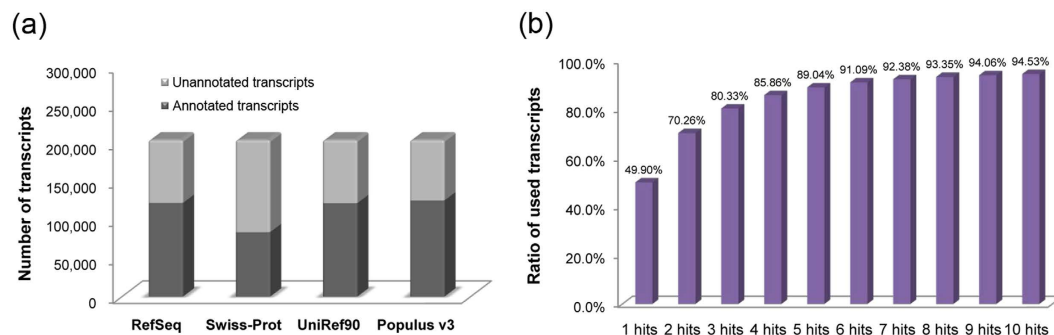 (a)
Number of transcripts
300,000
250,000
200,000
150,000
100,000
50,000
0
Unannotated transcripts
Annotated transcripts
RefSeq Swiss-Prot UniRef90 Populus v3
(b)
Ratio of used transcripts
100.0%
80.0%
60.0%
40.0%
20.0%
0.0%
49.90% 70.26% 80.33% 85.86% 89.04% 91.09% 92.38% 93.35% 94.06% 94.53%
1 hits 2 hits 3 hits 4 hits 5 hits 6 hits 7 hits 8 hits 9 hits 10 hits